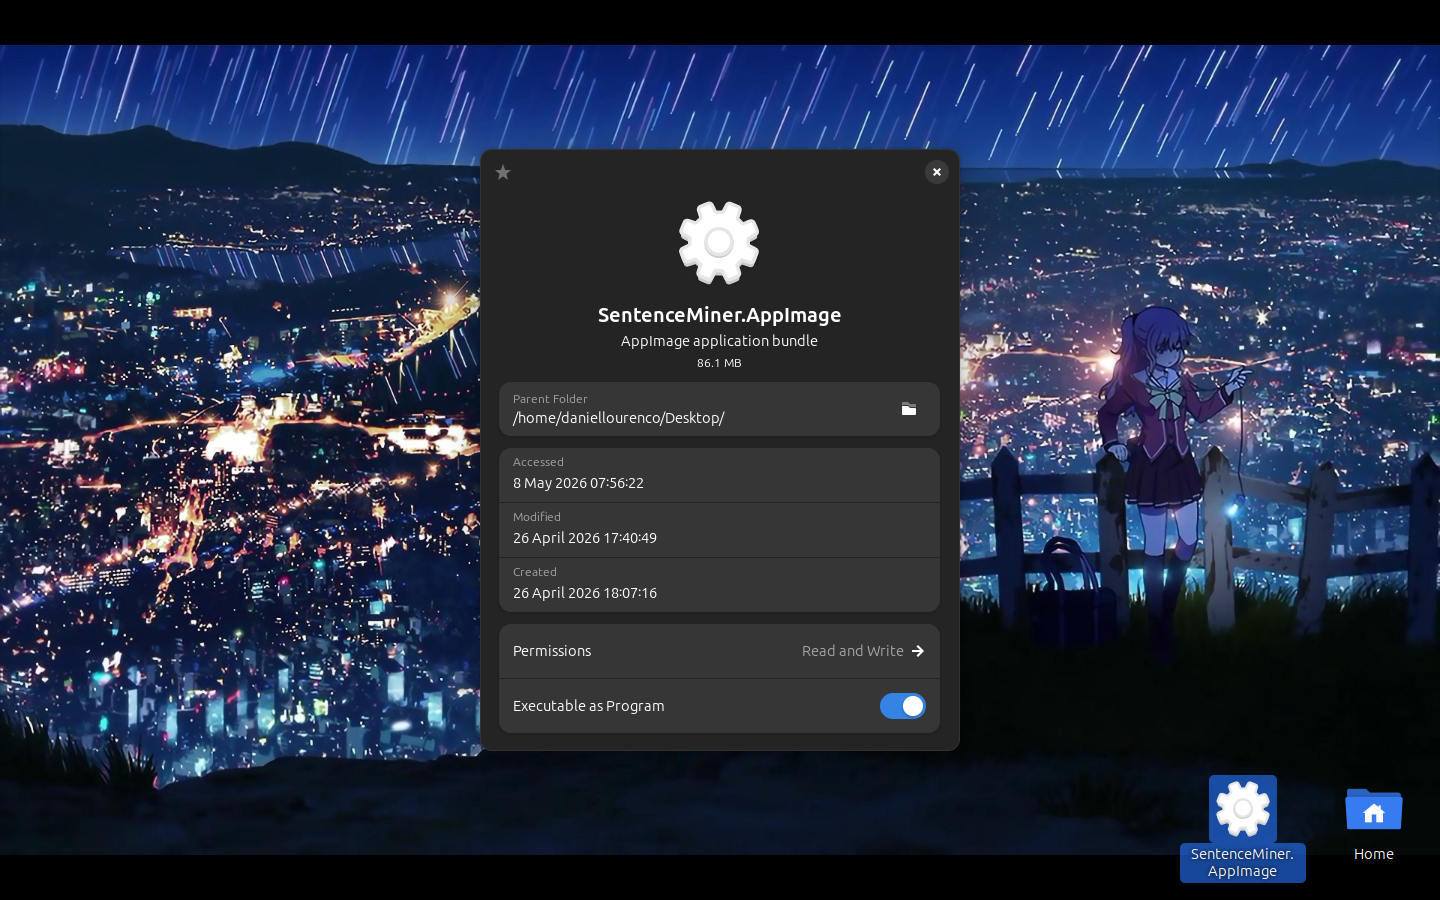 SentenceMiner.AppImage
AppImage application bundle
86.1 MB
Parent Folder
/home/daniellourenco/Desktop/
Accessed
8 May 2026 07:56:22
Modified
26 April 2026 17:40:49
Created
26 April 2026 18:07:16
Permissions
Read and Write
Executable as Program
SentenceMiner.
AppImage
Home